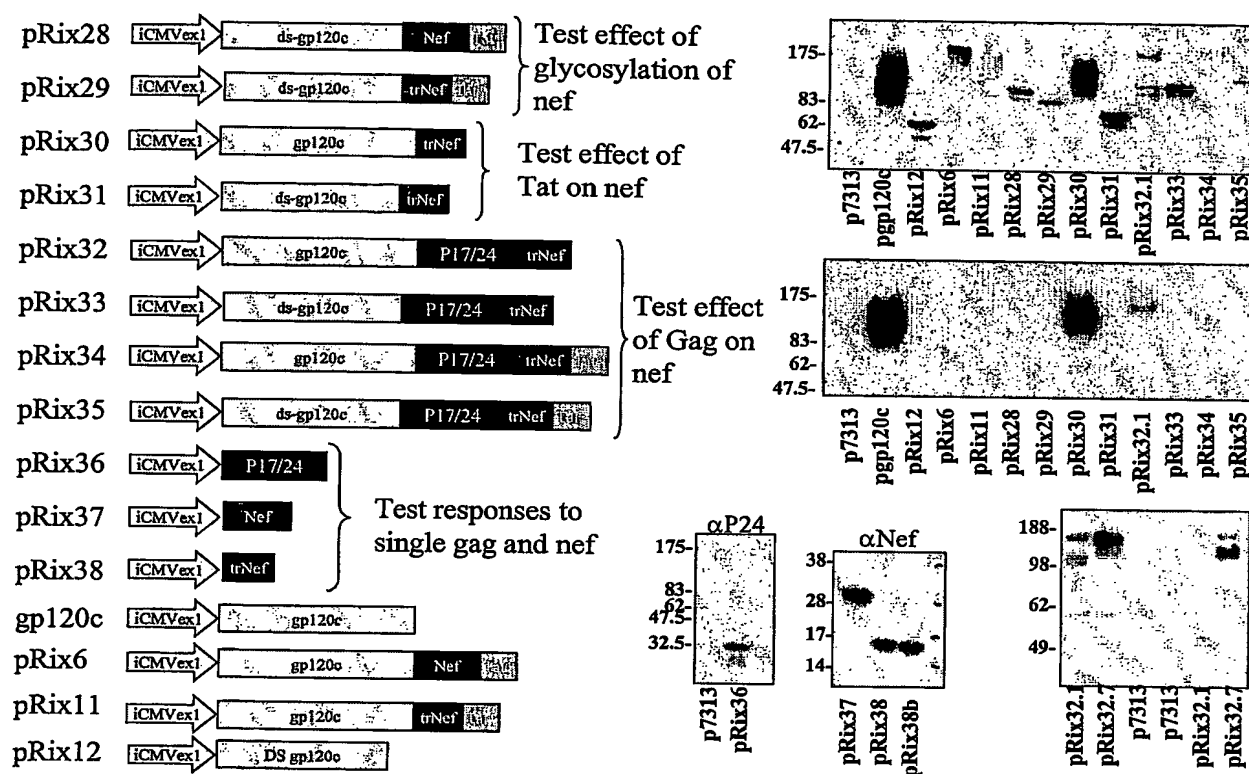 pRix28 iCMVex1 ds-gp120c Nef
pRix29 iCMVex1 ds-gp120c trNef
Test effect of
glycosylation of
nef
pRix30 iCMVex1 gp120c trNef
pRix31 iCMVex1 ds-gp120c trNef
Test effect of
Tat on nef
pRix32 iCMVex1 gp120c P17/24 trNef
pRix33 iCMVex1 ds-gp120c P17/24 trNef
pRix34 iCMVex1 gp120c P17/24 trNef
pRix35 iCMVex1 ds-gp120c P17/24 trNef
Test effect
of Gag on
nef
pRix36 iCMVex1 P17/24
pRix37 iCMVex1 Nef
pRix38 iCMVex1 trNef
Test responses to
single gag and nef
gp120c iCMVex1 gp120c
pRix6 iCMVex1 gp120c Nef
pRix11 iCMVex1 gp120c trNef
pRix12 iCMVex1 DS gp120c
175-
83-
62-
47.5-
p7313 pgp120c pRix12 pRix6 pRix11 pRix28 pRix29 pRix30 pRix31 pRix32.1 pRix33 pRix34 pRix35
175-
83-
62-
47.5-
p7313 pgp120c pRix12 pRix6 pRix11 pRix28 pRix29 pRix30 pRix31 pRix32.1 pRix33 pRix34 pRix35
αP24
175-
83-
62-
47.5-
32.5-
p7313 pRix36
αNef
38-
28-
17-
14-
pRix37 pRix38 pRix38b
188-
98-
62-
49-
pRix32.1 pRix32.7 p7313 p7313 pRix32.1 pRix32.7